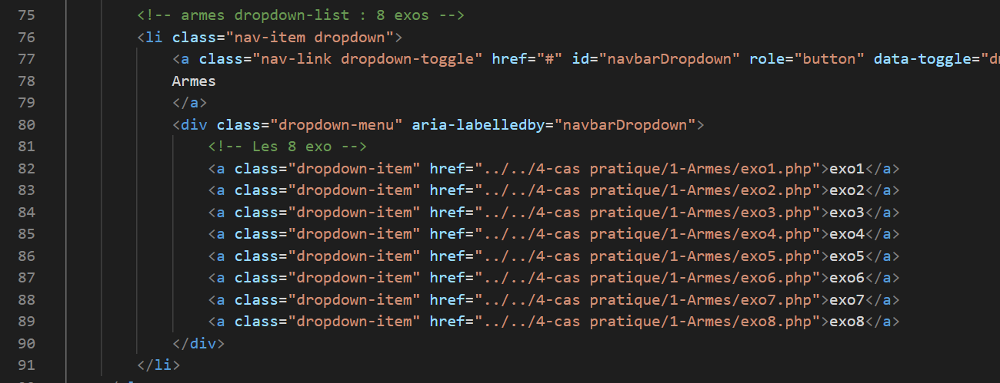 75 <!-- armes dropdown-list : 8 exos -->
76 <li class="nav-item dropdown">
77 <a class="nav-link dropdown-toggle" href="#" id="navbarDropdown" role="button" data-toggle="d
78 Armes
79 </a>
80 <div class="dropdown-menu" aria-labelledby="navbarDropdown">
81 <!-- Les 8 exo -->
82 <a class="dropdown-item" href="../../4-cas pratique/1-Armes/exo1.php">exo1</a>
83 <a class="dropdown-item" href="../../4-cas pratique/1-Armes/exo2.php">exo2</a>
84 <a class="dropdown-item" href="../../4-cas pratique/1-Armes/exo3.php">exo3</a>
85 <a class="dropdown-item" href="../../4-cas pratique/1-Armes/exo4.php">exo4</a>
86 <a class="dropdown-item" href="../../4-cas pratique/1-Armes/exo5.php">exo5</a>
87 <a class="dropdown-item" href="../../4-cas pratique/1-Armes/exo6.php">exo6</a>
88 <a class="dropdown-item" href="../../4-cas pratique/1-Armes/exo7.php">exo7</a>
89 <a class="dropdown-item" href="../../4-cas pratique/1-Armes/exo8.php">exo8</a>
90 </div>
91 </li>